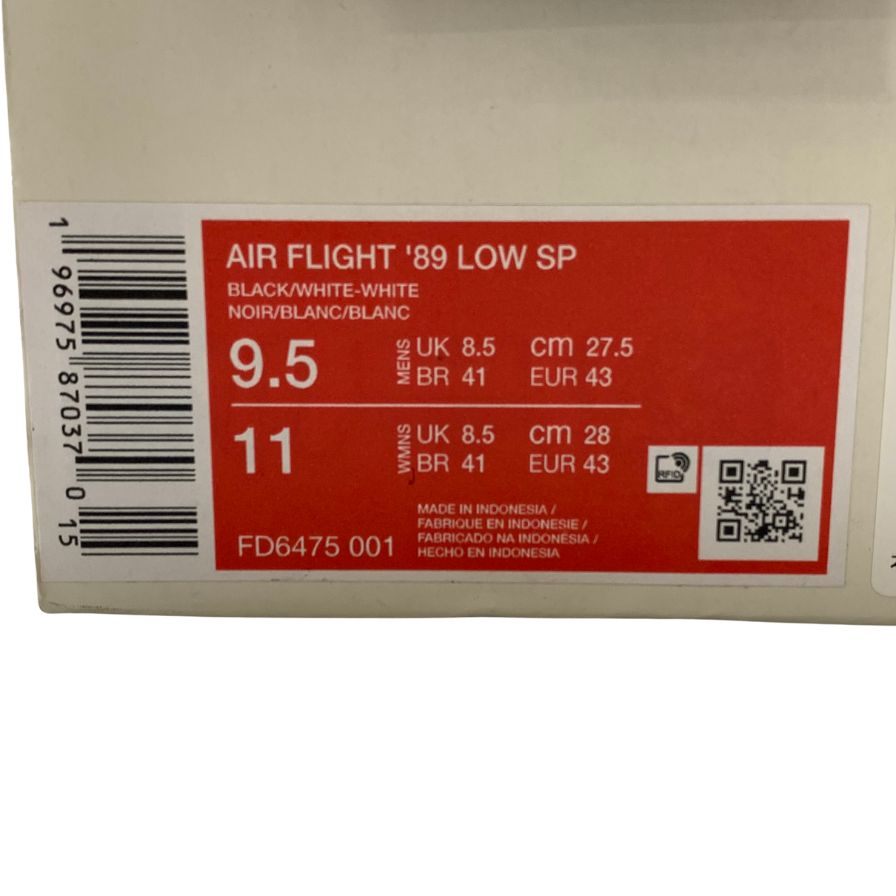 AIR FLIGHT '89 LOW SP
BLACK/WHITE-WHITE
NOIR/BLANC/BLANC
9.5
MENS
UK 8.5 cm 27.5
BR 41 EUR 43
11
WMNS
UK 8.5 cm 28
BR 41 EUR 43
RFID
MADE IN INDONESIA /
FABRIQUE EN INDONESIE /
FABRICADO NA INDONÉSIA /
HECHO EN INDONESIA
FD6475 001
1 96975 87037 0 15